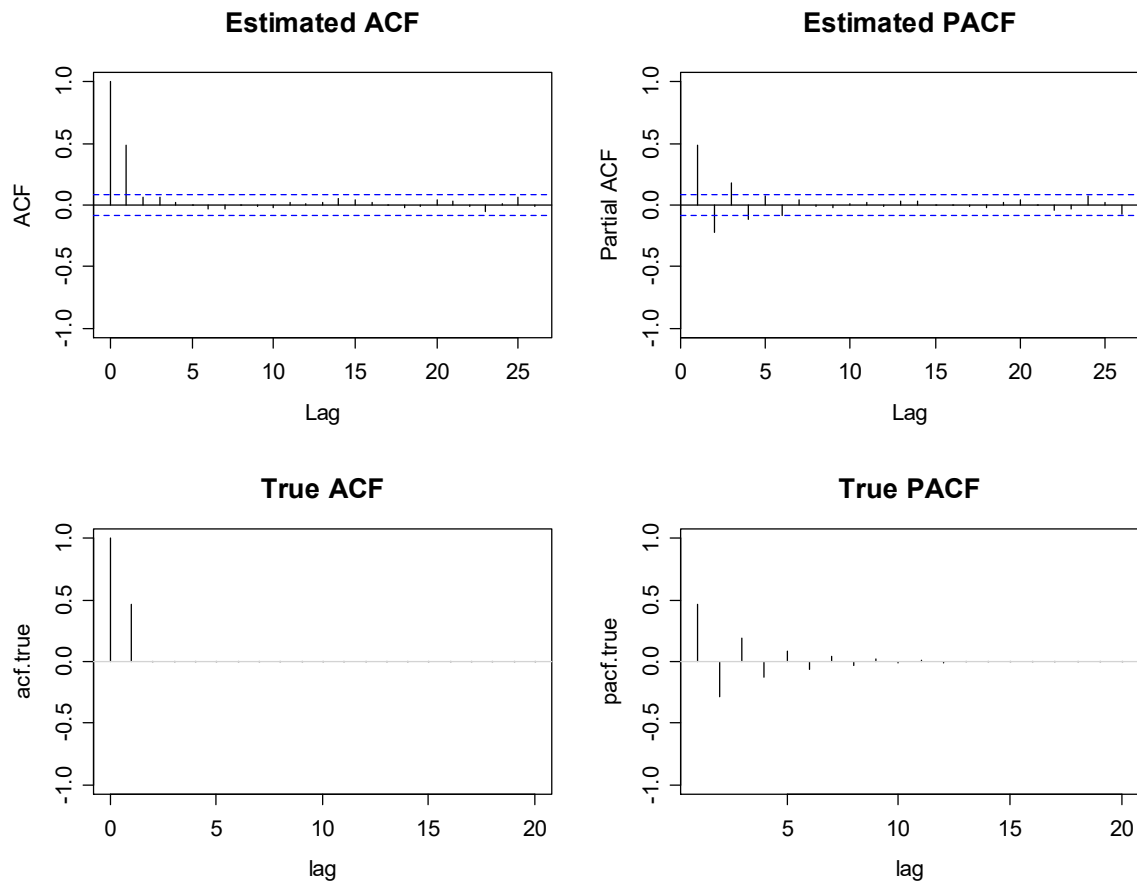 Estimated ACF
ACF
1.0
0.5
0.0
-0.5
-1.0
0 5 10 15 20 25
Lag
Estimated PACF
Partial ACF
1.0
0.5
0.0
-0.5
-1.0
0 5 10 15 20 25
Lag
True ACF
acf.true
1.0
0.5
0.0
-0.5
-1.0
0 5 10 15 20
lag
True PACF
pacf.true
1.0
0.5
0.0
-0.5
-1.0
5 10 15 20
lag